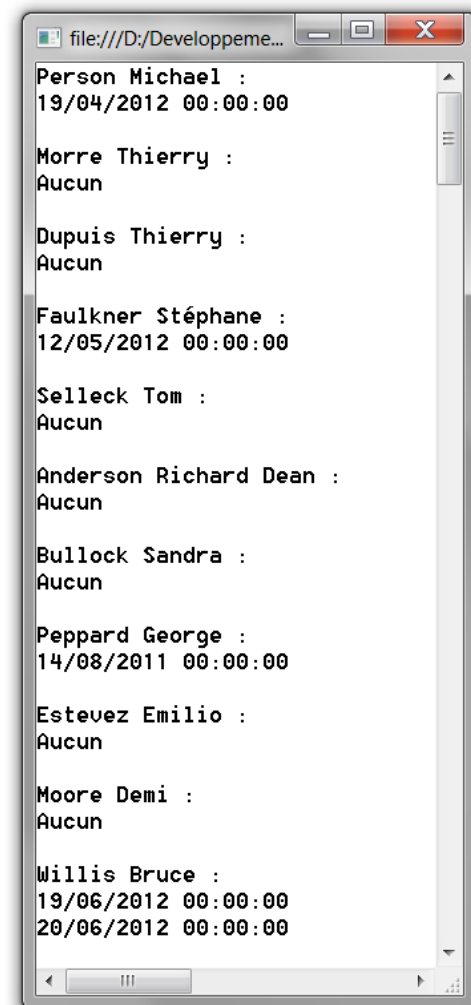 file:///D:/Developpeme...
Person Michael :
19/04/2012 00:00:00
Morre Thierry :
Aucun
Dupuis Thierry :
Aucun
Faulkner Stéphane :
12/05/2012 00:00:00
Selleck Tom :
Aucun
Anderson Richard Dean :
Aucun
Bullock Sandra :
Aucun
Peppard George :
14/08/2011 00:00:00
Estevez Emilio :
Aucun
Moore Demi :
Aucun
Willis Bruce :
19/06/2012 00:00:00
20/06/2012 00:00:00